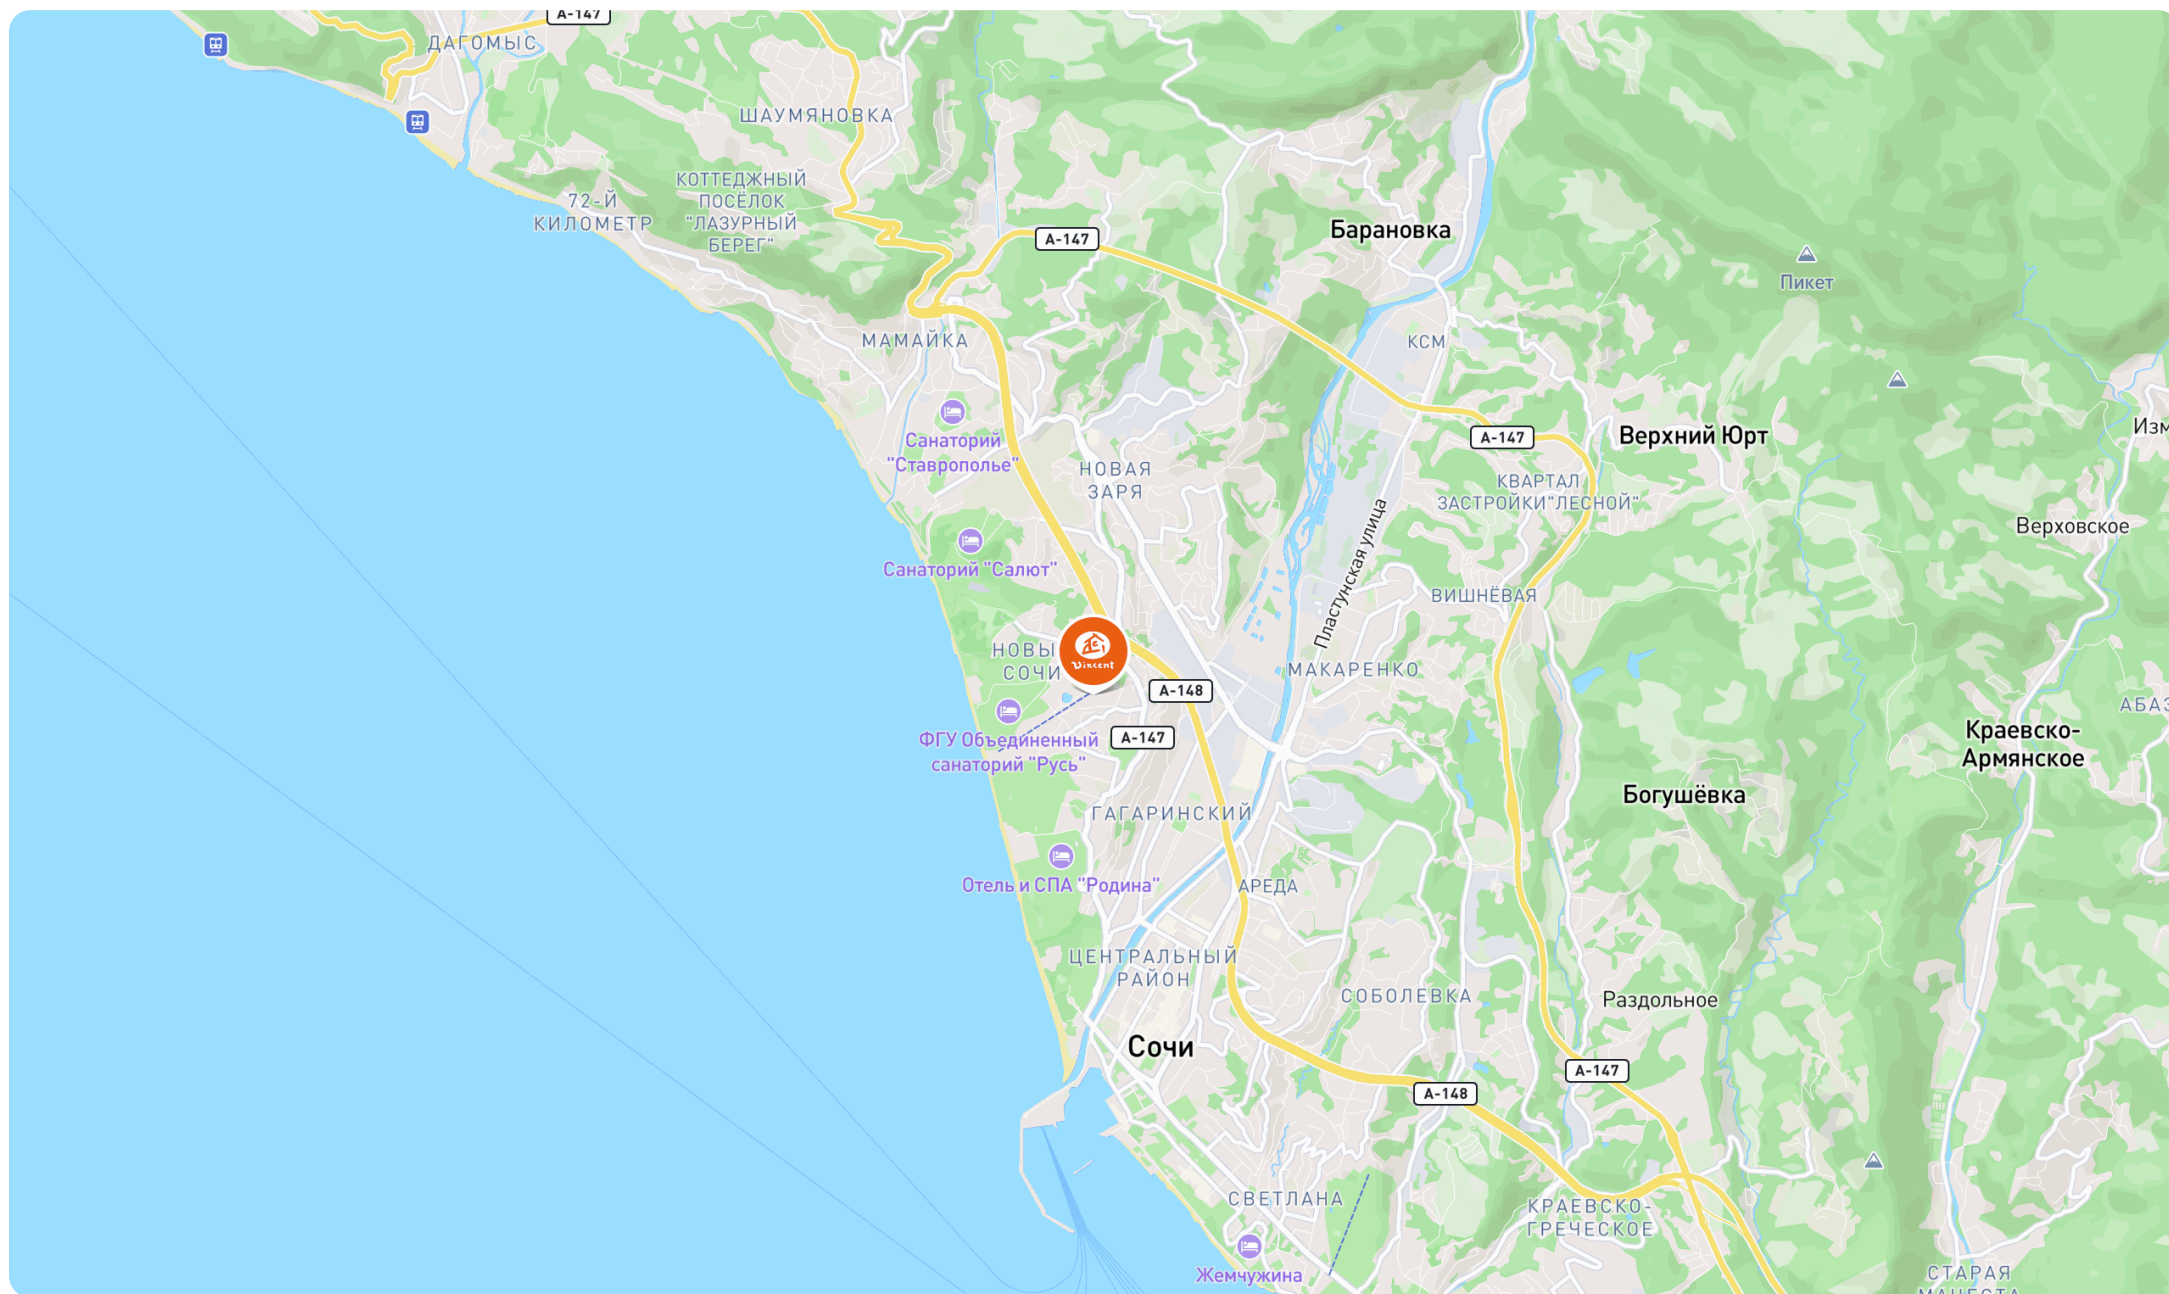 А-147
ДАГОМЫС
ШАУМЯНОВКА
КОТТЕДЖНЫЙ
ПОСЁЛОК
"ЛАЗУРНЫЙ
БЕРЕГ"
72-Й
КИЛОМЕТР
Барановка
А-147
Пикет
МАМАЙКА
КСМ
Санаторий
"Ставрополье"
НОВАЯ
ЗАРЯ
А-147
Верхний Юрт
Изм
КВАРТАЛ
ЗАСТРОЙКИ"ЛЕСНОЙ"
Верховское
Пластунская улица
Санаторий "Салют"
ВИШНЁВАЯ
НОВЫ
СОЧИ
Vincent
МАКАРЕНКО
А-148
АБАЗ
А-147
ФГУ Объединенный
санаторий "Русь"
Краевско-
Армянское
Богушёвка
ГАГАРИНСКИЙ
Отель и СПА "Родина"
АРЕДА
ЦЕНТРАЛЬНЫЙ
РАЙОН
СОБОЛЕВКА
Раздольное
Сочи
А-147
А-148
СВЕТЛАНА
КРАЕВСКО-
ГРЕЧЕСКОЕ
Жемчужина
СТАРАЯ
МАЦЕСТА